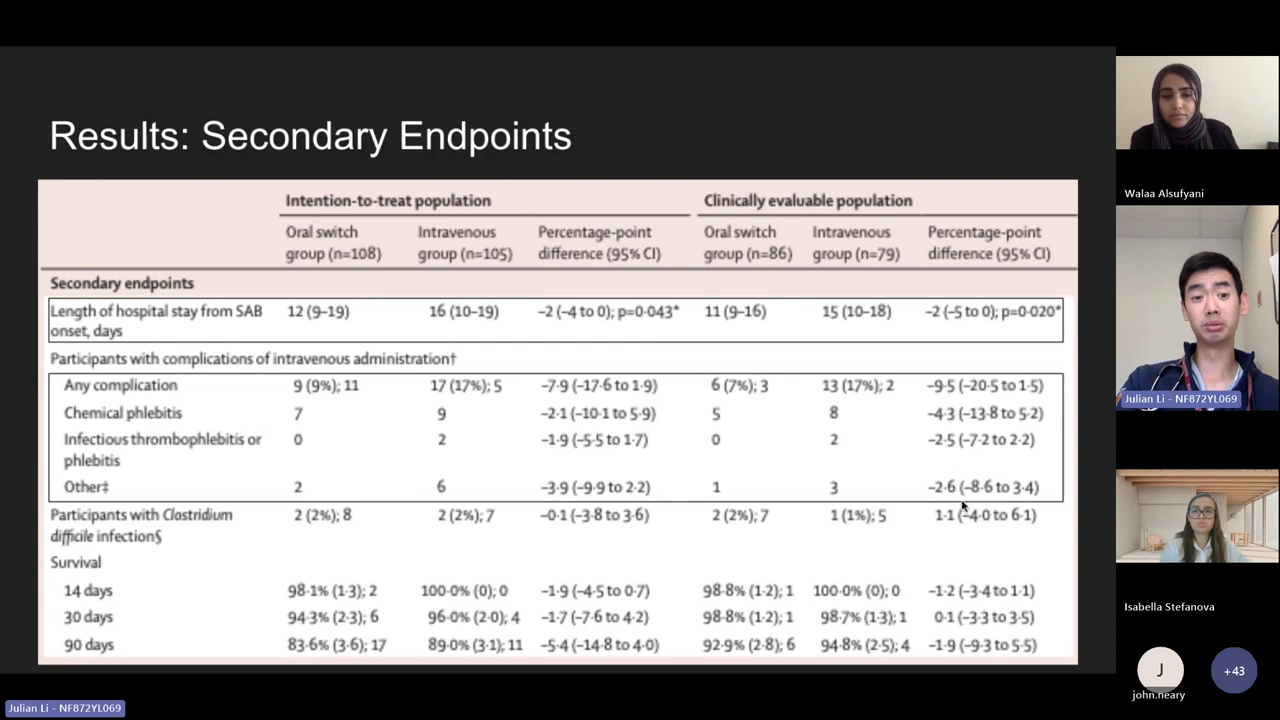 Results: Secondary Endpoints
Intention-to-treat population Clinically evaluable population
Oral switch group (n=108) Intravenous group (n=105) Percentage-point difference (95% CI) Oral switch group (n=86) Intravenous group (n=79) Percentage-point difference (95% CI)
Secondary endpoints
Length of hospital stay from SAB onset, days 12 (9–19) 16 (10–19) –2 (–4 to 0); p=0·043* 11 (9–16) 15 (10–18) –2 (–5 to 0); p=0·020*
Participants with complications of intravenous administration†
Any complication 9 (9%); 11 17 (17%); 5 –7·9 (–17·6 to 1·9) 6 (7%); 3 13 (17%); 2 –9·5 (–20·5 to 1·5)
Chemical phlebitis 7 9 –2·1 (–10·1 to 5·9) 5 8 –4·3 (–13·8 to 5·2)
Infectious thrombophlebitis or phlebitis 0 2 –1·9 (–5·5 to 1·7) 0 2 –2·5 (–7·2 to 2·2)
Other‡ 2 6 –3·9 (–9·9 to 2·2) 1 3 –2·6 (–8·6 to 3·4)
Participants with Clostridium difficile infection§ 2 (2%); 8 2 (2%); 7 –0·1 (–3·8 to 3·6) 2 (2%); 7 1 (1%); 5 1·1 (–4·0 to 6·1)
Survival
14 days 98·1% (1·3); 2 100·0% (0); 0 –1·9 (–4·5 to 0·7) 98·8% (1·2); 1 100·0% (0); 0 –1·2 (–3·4 to 1·1)
30 days 94·3% (2·3); 6 96·0% (2·0); 4 –1·7 (–7·6 to 4·2) 98·8% (1·2); 1 98·7% (1·3); 1 0·1 (–3·3 to 3·5)
90 days 83·6% (3·6); 17 89·0% (3·1); 11 –5·4 (–14·8 to 4·0) 92·9% (2·8); 6 94·8% (2·5); 4 –1·9 (–9·3 to 5·5)
Walaa Alsufyani
Julian Li - NF872YL069
Isabella Stefanova
J
+43
john.neary
Julian Li - NF872YL069